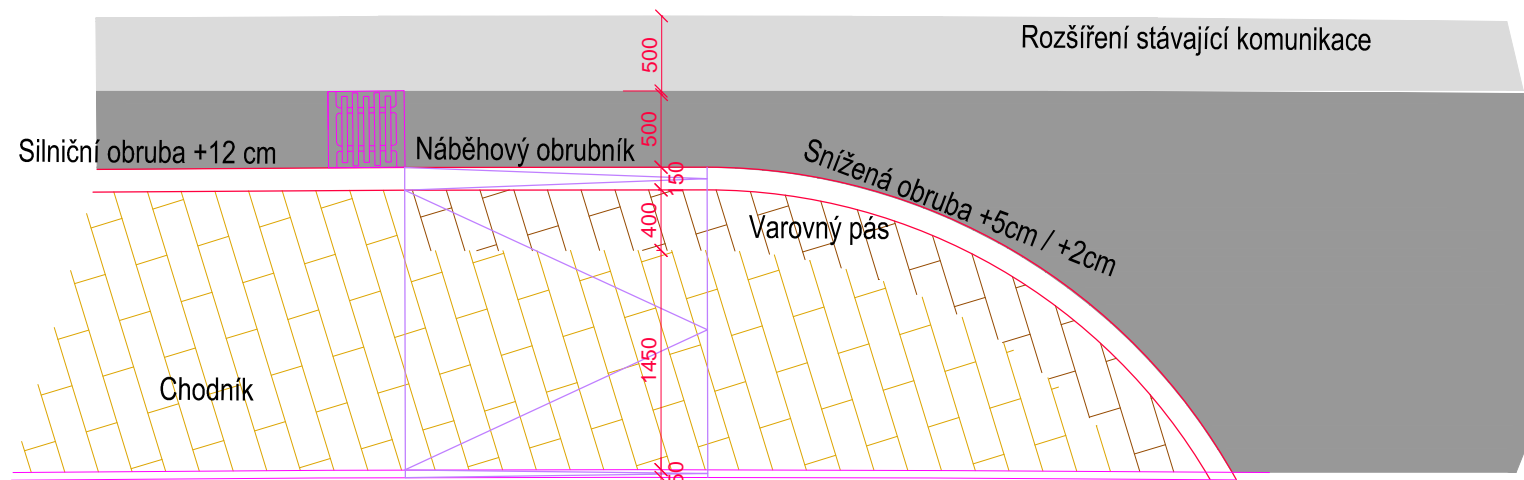 Rozšíření stávající komunikace
500
500
Silniční obruba +12 cm
Náběhový obrubník
Snížená obruba +5cm / +2cm
50
400
Varovný pás
1450
Chodník